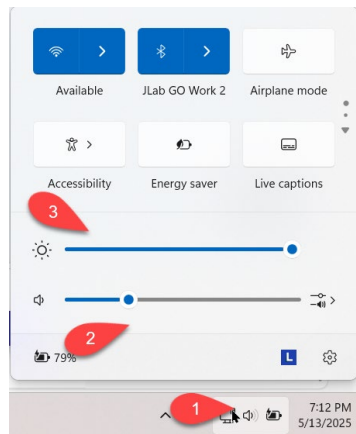 Available JLab GO Work 2 Airplane mode
Accessibility Energy saver Live captions
3
2
79% L
1
7:12 PM
5/13/2025